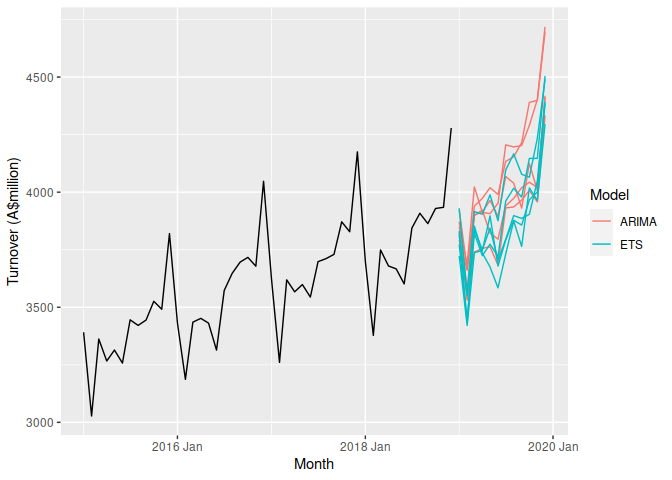 4500
4000
3500
3000
Turnover (A$million)
2016 Jan
2018 Jan
2020 Jan
Month
Model
ARIMA
ETS